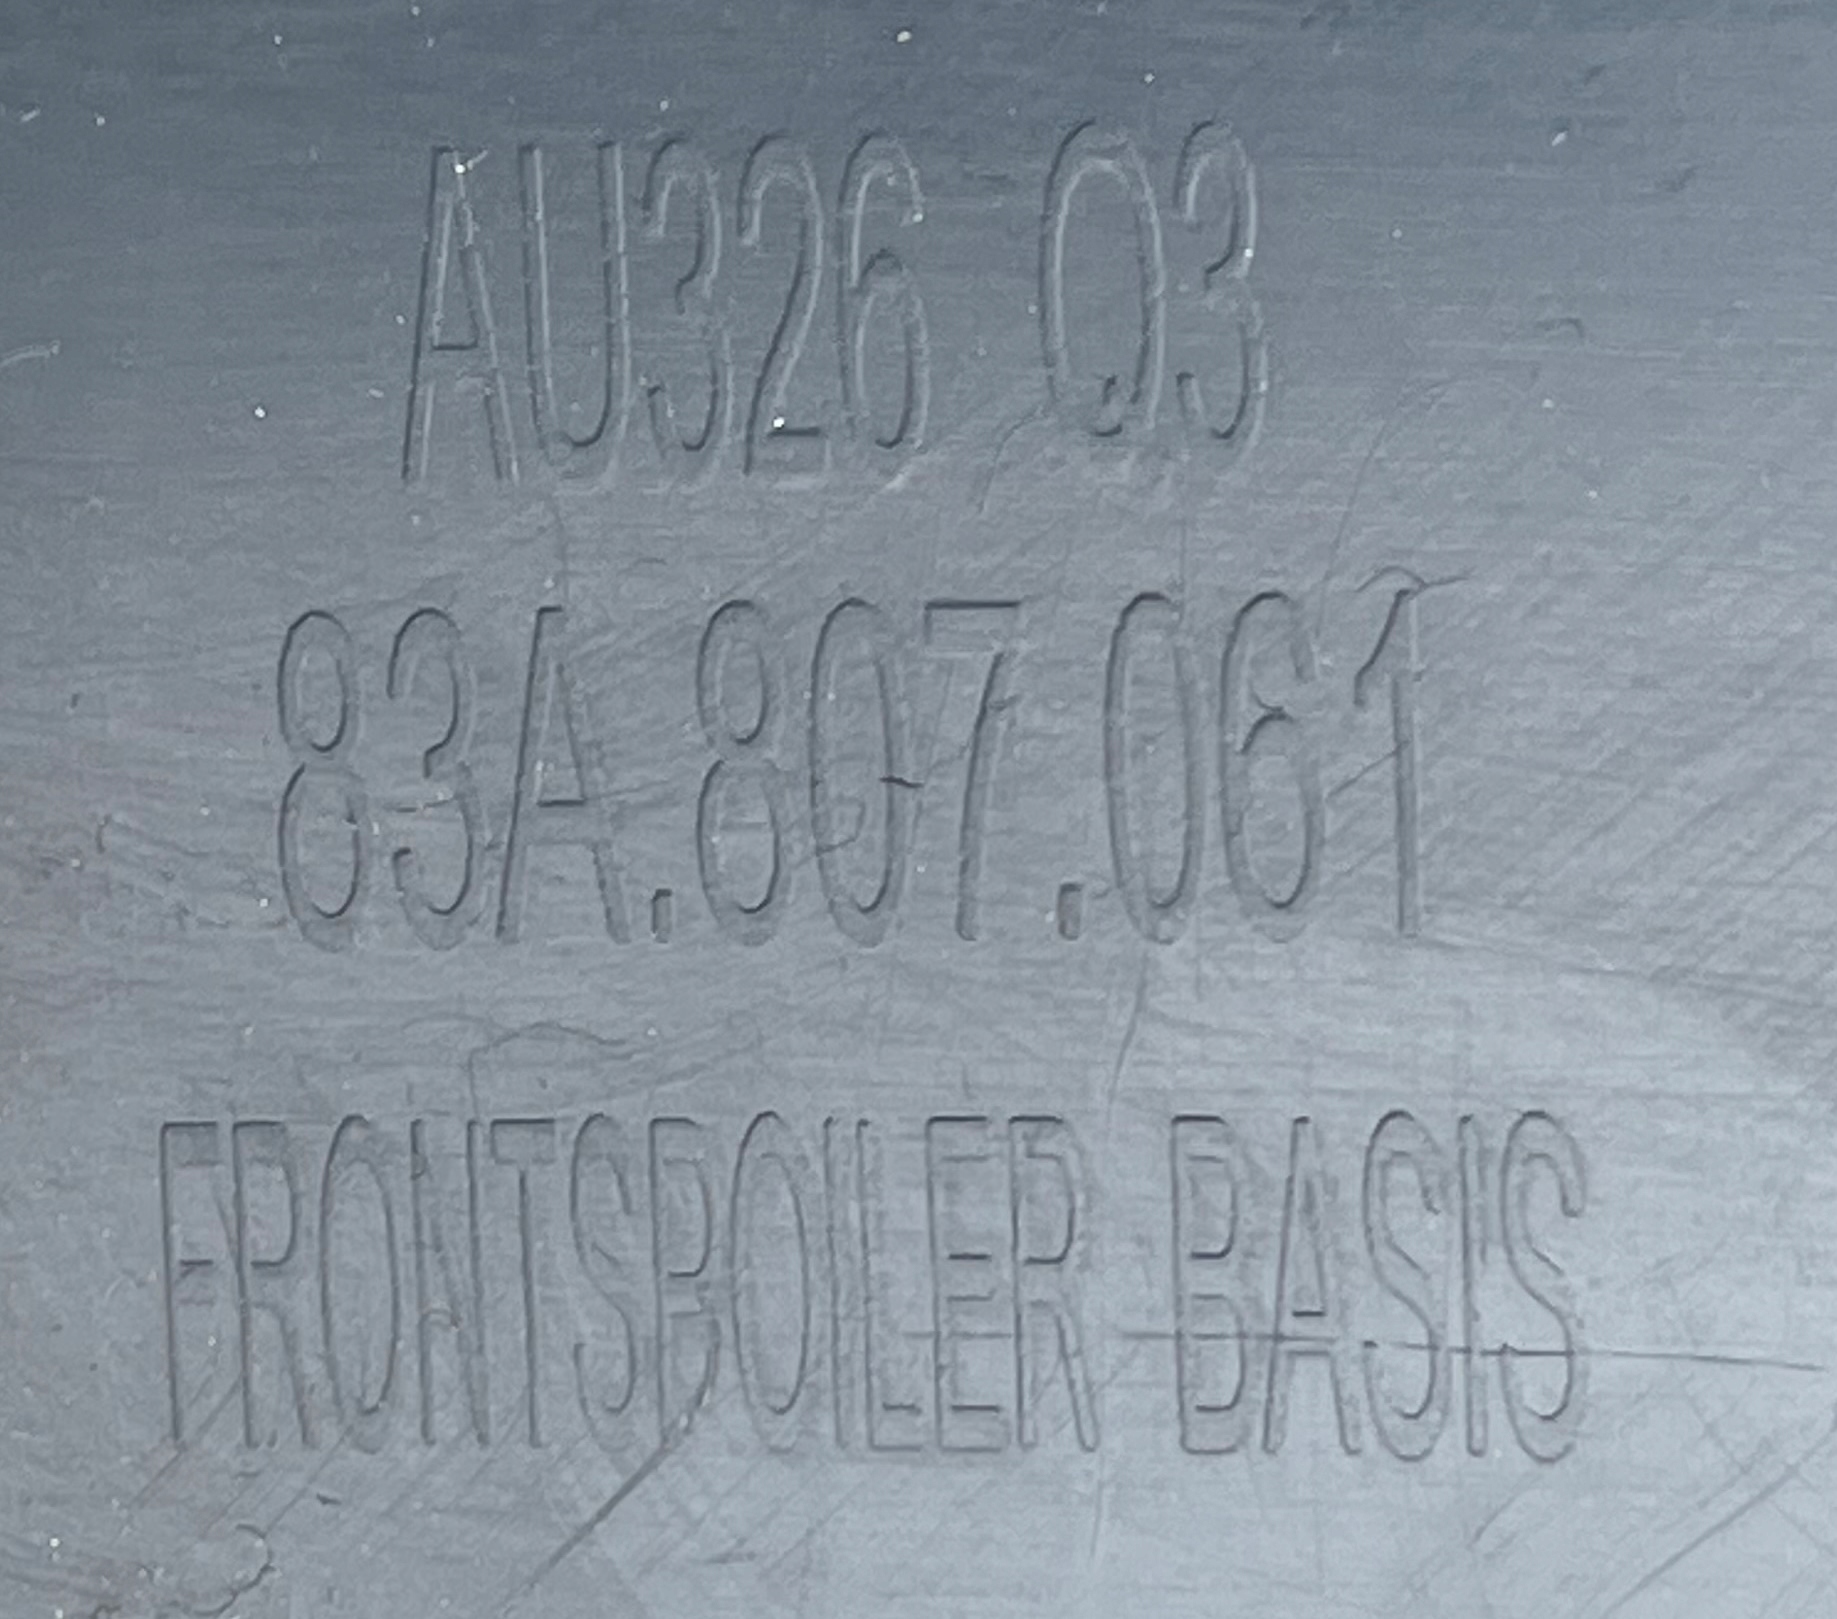 AU326 Q3
83A.807.061
FRONTSPOILER BASIS